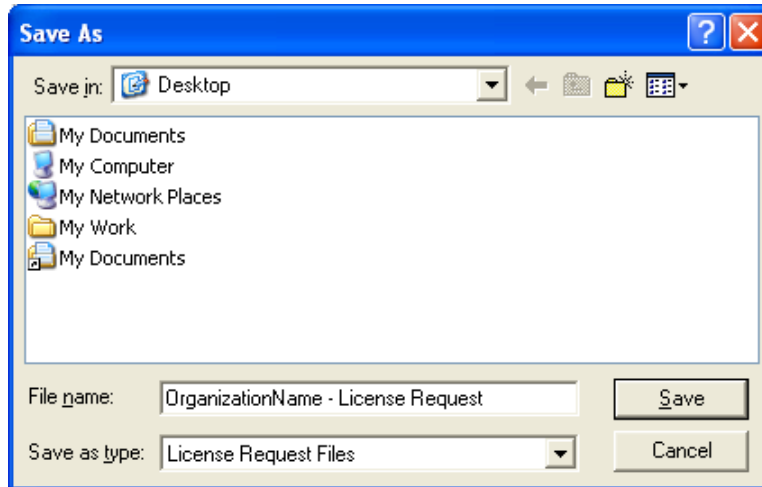 Save As
Save in: Desktop
My Documents
My Computer
My Network Places
My Work
My Documents
File name: OrganizationName - License Request Save
Save as type: License Request Files Cancel